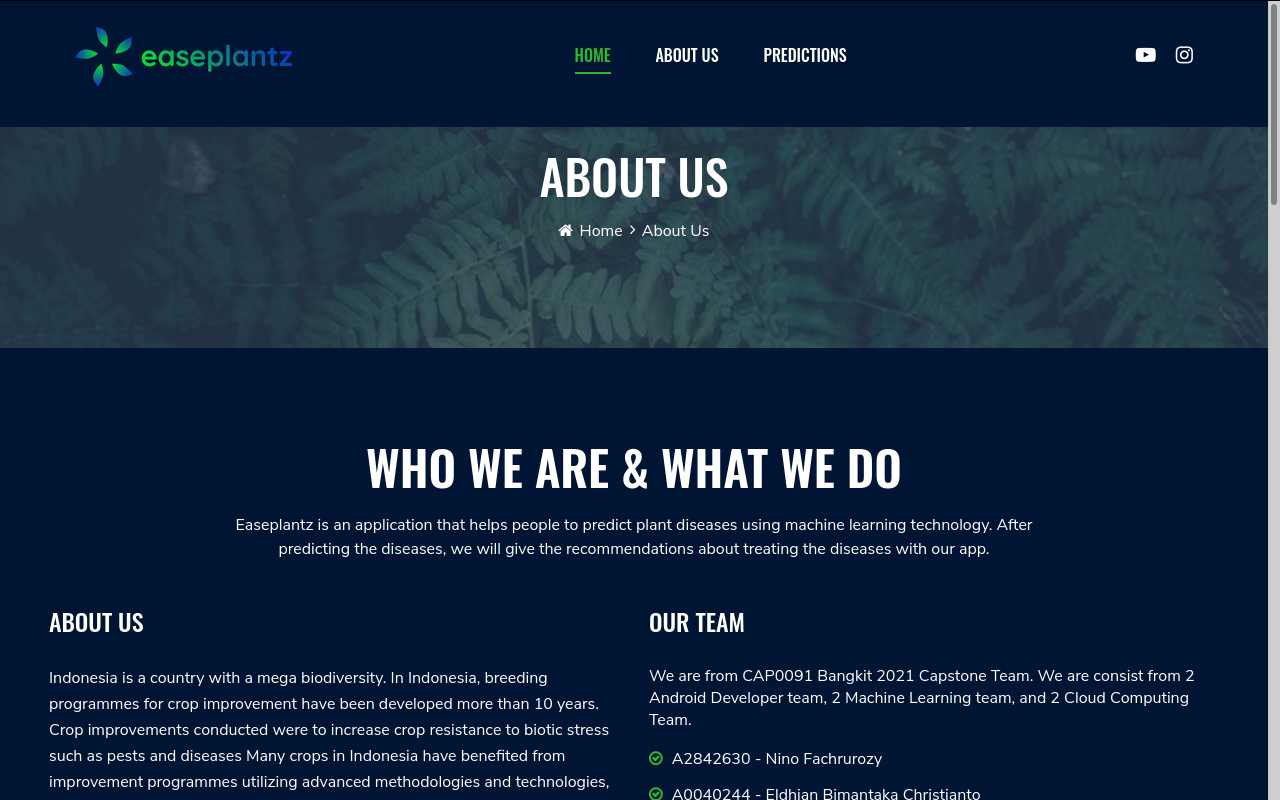 easeplantz
HOME
ABOUT US
PREDICTIONS
ABOUT US
Home
About Us
WHO WE ARE & WHAT WE DO
Easeplantz is an application that helps people to predict plant diseases using machine learning technology. After
predicting the diseases, we will give the recommendations about treating the diseases with our app.
ABOUT US
Indonesia is a country with a mega biodiversity. In Indonesia, breeding
programmes for crop improvement have been developed more than 10 years.
Crop improvements conducted were to increase crop resistance to biotic stress
such as pests and diseases Many crops in Indonesia have benefited from
improvement programmes utilizing advanced methodologies and technologies,
OUR TEAM
We are from CAP0091 Bangkit 2021 Capstone Team. We are consist from 2
Android Developer team, 2 Machine Learning team, and 2 Cloud Computing
Team.
A2842630 - Nino Fachrurozy
A0040244 - Eldhian Bimantaka Christianto